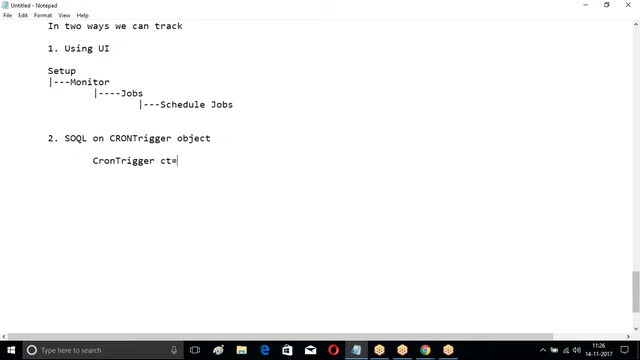 Untitled - Notepad
File Edit Format View Help
In two ways we can track
1. Using UI
Setup
|---Monitor
|----Jobs
|---Schedule Jobs
2. SOQL on CRONTrigger object
CronTrigger ct=
Type here to search
11:26
14-11-2017